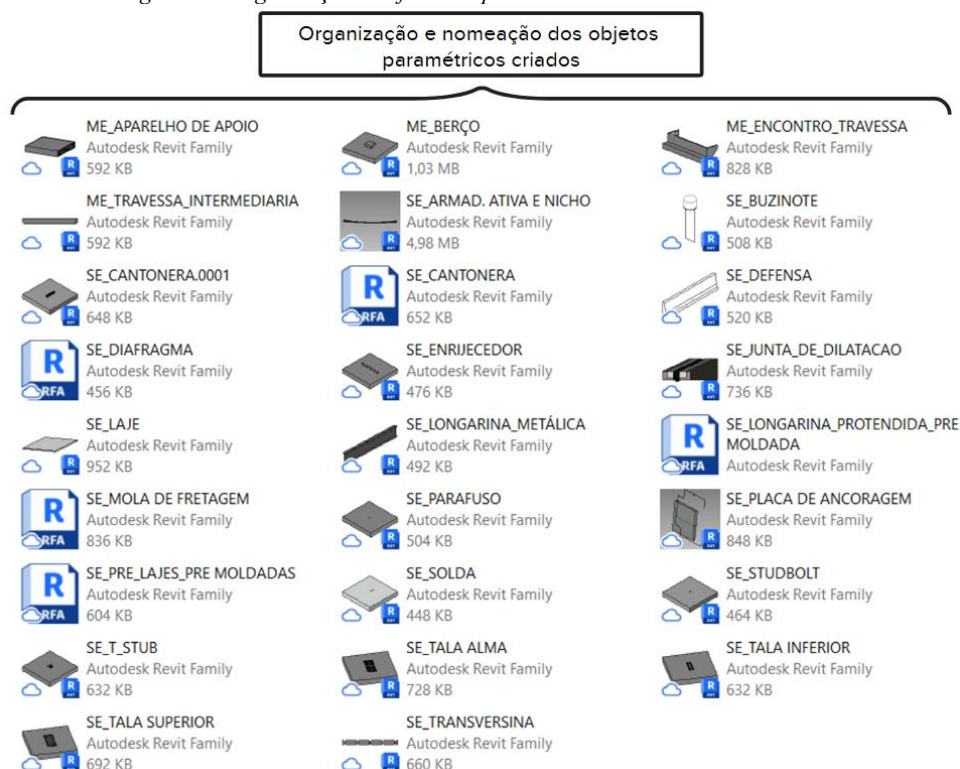 Organização e nomeação dos objetos
paramétricos criados
ME_APARELHO DE APOIO
Autodesk Revit Family
592 KB
ME_BERÇO
Autodesk Revit Family
1,03 MB
ME_ENCONTRO_TRAVESSA
Autodesk Revit Family
828 KB
ME_TRAVESSA_INTERMEDIARIA
Autodesk Revit Family
592 KB
SE_ARMAD. ATIVA E NICHO
Autodesk Revit Family
4,98 MB
SE_BUZINOTE
Autodesk Revit Family
508 KB
SE_CANTONERA.0001
Autodesk Revit Family
648 KB
SE_CANTONERA
Autodesk Revit Family
652 KB
SE_DEFENSA
Autodesk Revit Family
520 KB
SE_DIAFRAGMA
Autodesk Revit Family
456 KB
SE_ENRIJECEDOR
Autodesk Revit Family
476 KB
SE_JUNTA_DE_DILATACAO
Autodesk Revit Family
736 KB
SE_LAJE
Autodesk Revit Family
952 KB
SE_LONGARINA_METÁLICA
Autodesk Revit Family
492 KB
SE_LONGARINA_PROTENDIDA_PRE
MOLDADA
Autodesk Revit Family
SE_MOLA DE FRETAGEM
Autodesk Revit Family
836 KB
SE_PARAFUSO
Autodesk Revit Family
504 KB
SE_PLACA DE ANCORAGEM
Autodesk Revit Family
848 KB
SE_PRE_LAJES_PRE MOLDADAS
Autodesk Revit Family
604 KB
SE_SOLDA
Autodesk Revit Family
448 KB
SE_STUDBOLT
Autodesk Revit Family
464 KB
SE_T_STUB
Autodesk Revit Family
632 KB
SE_TALA ALMA
Autodesk Revit Family
728 KB
SE_TALA INFERIOR
Autodesk Revit Family
632 KB
SE_TALA SUPERIOR
Autodesk Revit Family
692 KB
SE_TRANSVERSINA
Autodesk Revit Family
660 KB